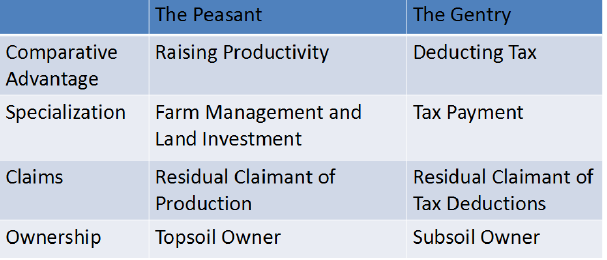 The Peasant The Gentry
Comparative Advantage Raising Productivity Deducting Tax
Specialization Farm Management and Land Investment Tax Payment
Claims Residual Claimant of Production Residual Claimant of Tax Deductions
Ownership Topsoil Owner Subsoil Owner